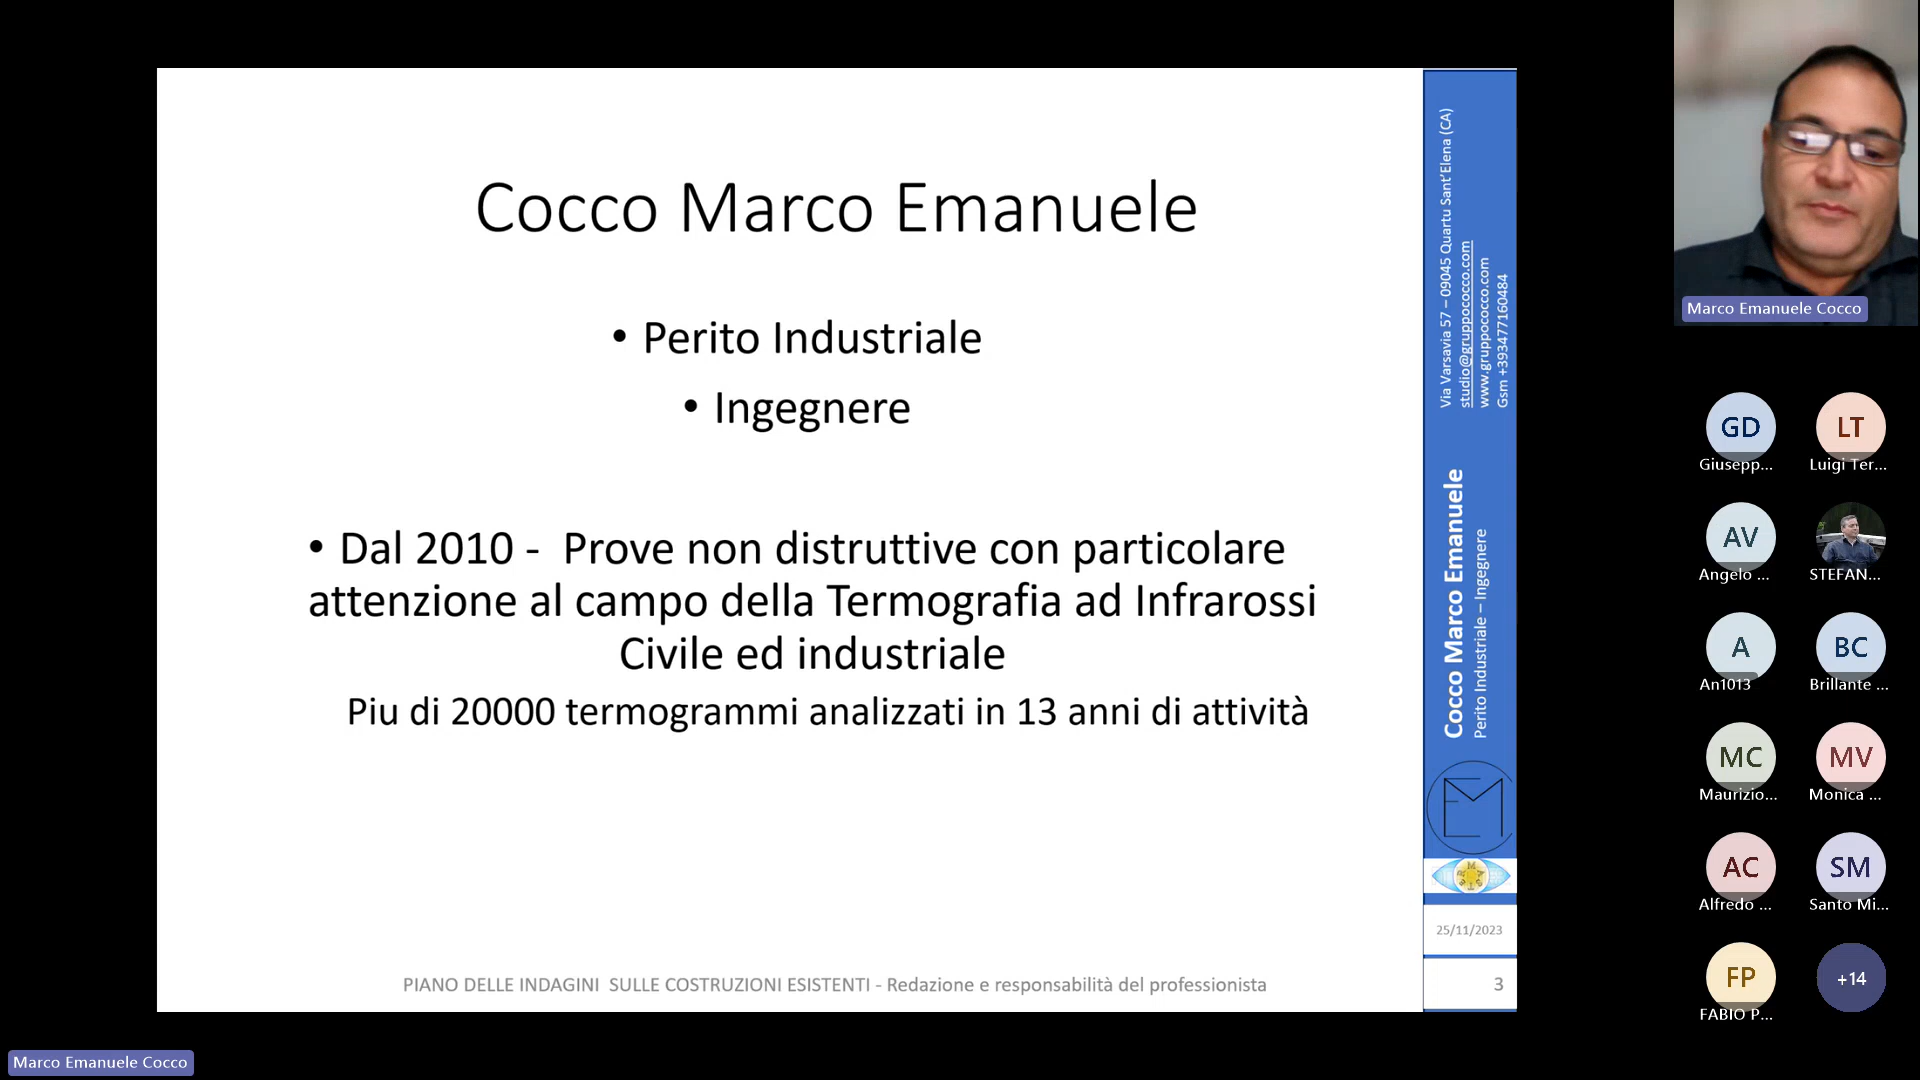 Cocco Marco Emanuele
• Perito Industriale
• Ingegnere
• Dal 2010 - Prove non distruttive con particolare
attenzione al campo della Termografia ad Infrarossi
Civile ed industriale
Piu di 20000 termogrammi analizzati in 13 anni di attività
PIANO DELLE INDAGINI SULLE COSTRUZIONI ESISTENTI - Redazione e responsabilità del professionista
Via Varsavia 57 – 09045 Quartu Sant'Elena (CA)
studio@gruppococco.com
www.gruppococco.com
Gsm +393477160484
Cocco Marco Emanuele
Perito Industriale – Ingegnere
EM
25/11/2023
3
Marco Emanuele Cocco
GD
LT
Giusepp...
Luigi Ter...
AV
Angelo ...
STEFAN...
A
BC
An1013
Brillante ...
MC
MV
Maurizio...
Monica ...
AC
SM
Alfredo ...
Santo Mi...
FP
+14
FABIO P...
Marco Emanuele Cocco